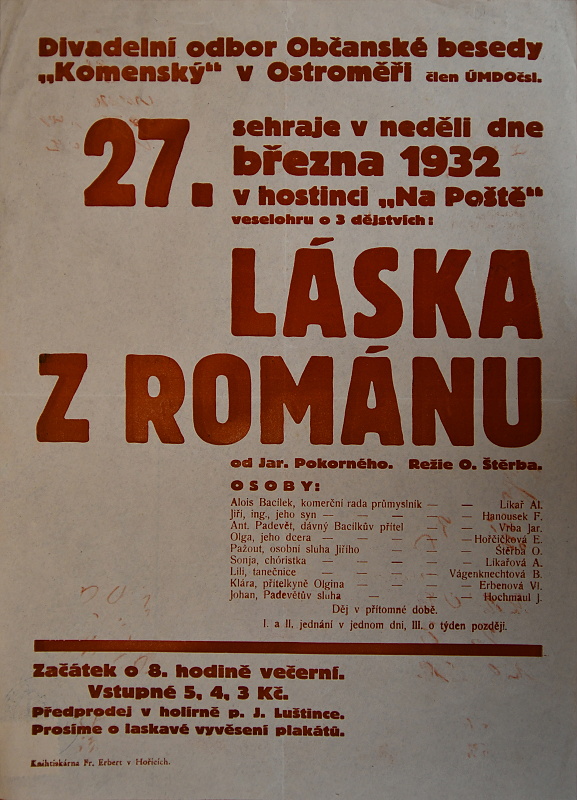 Divadelní odbor Občanské besedy
„Komenský“ v Ostroměři člen ÚMDOčsl.
27. sehraje v neděli dne
března 1932
v hostinci „Na Poště“
veselohru o 3 dějstvích:
LÁSKA
Z ROMÁNU
od Jar. Pokorného. Režie O. Štěrba.
OSOBY:
Alois Bacílek, komerční rada průmyslník — — Líkař Al.
Jiří, ing., jeho syn — — — — — Hanousek F.
Ant. Padevět, dávný Bacílkův přítel — — Vrba Jar.
Olga, jeho dcera — — — — — Hořčičková E.
Pažout, osobní sluha Jiřího — — — Štěrba O.
Sonja, chóristka — — — — — Líkařová A.
Lili, tanečnice — — — — Vágenknechtová B.
Klára, přítelkyně Olgina — — — — Erbenová Vl.
Johan, Padevětův sluha — — — — Hochmaul J.
Děj v přítomné době.
I. a II. jednání v jednom dni, III. o týden později.
Začátek o 8. hodině večerní.
Vstupné 5, 4, 3 Kč.
Předprodej v holírně p. J. Luštince.
Prosíme o laskavé vyvěsení plakátů.
Knihtiskárna Fr. Erbert v Hořicích.